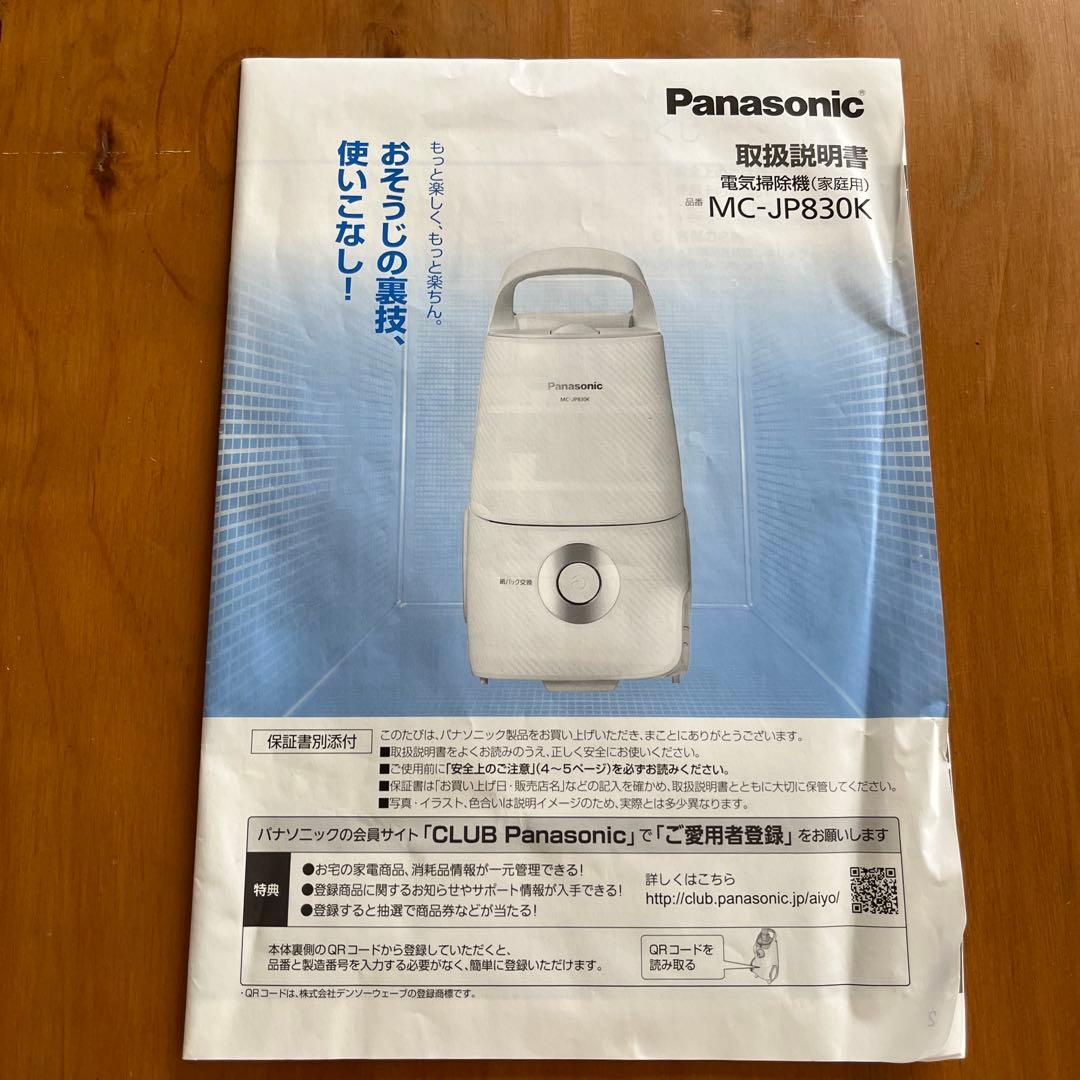 Panasonic®
取扱説明書
電気掃除機(家庭用)
品番 MC-JP830K
もっと楽しく、もっと楽ちん。
おそうじの裏技、
使いこなし！
Panasonic
MC-JP830K
紙パック交換
保証書別添付
このたびは、パナソニック製品をお買い上げいただき、まことにありがとうございます。
■取扱説明書をよくお読みのうえ、正しく安全にお使いください。
■ご使用前に「安全上のご注意」(4～5ページ)を必ずお読みください。
■保証書は「お買い上げ日・販売店名」などの記入を確かめ、取扱説明書とともに大切に保管してください。
■写真・イラスト、色合いは説明イメージのため、実際とは多少異なります。
パナソニックの会員サイト「CLUB Panasonic」で「ご愛用者登録」をお願いします
特典
●お宅の家電商品、消耗品情報が一元管理できる！
●登録商品に関するお知らせやサポート情報が入手できる！
●登録すると抽選で商品券などが当たる！
詳しくはこちら
http://club.panasonic.jp/aiyo/
本体裏側のQRコードから登録していただくと、
品番と製造番号を入力する必要がなく、簡単に登録いただけます。
QRコードを
読み取る
・QRコードは、株式会社デンソーウェーブの登録商標です。